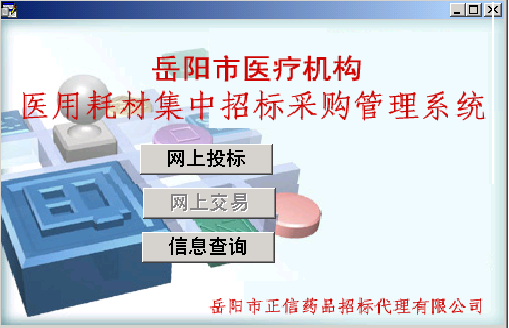 岳阳市医疗机构
医用耗材集中招标采购管理系统
网上投标
网上交易
信息查询
岳阳市正信药品招标代理有限公司